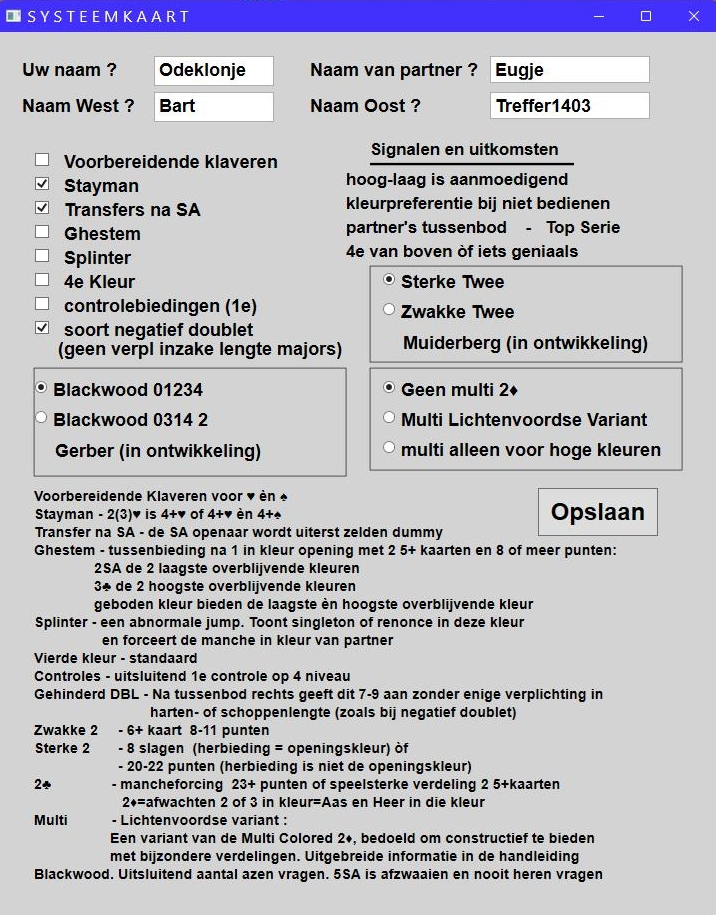 SYSTEEMKAART
Uw naam ? Odeklonje Naam van partner ? Eugje
Naam West ? Bart Naam Oost ? Treffer1403
Voorbereidende klaveren
Stayman
Transfers na SA
Ghestem
Splinter
4e Kleur
controlebiedingen (1e)
soort negatief doublet
(geen verpl inzake lengte majors)
Signalen en uitkomsten
hoog-laag is aanmoedigend
kleurpreferentie bij niet bedienen
partner's tussenbod - Top Serie
4e van boven òf iets geniaals
Sterke Twee
Zwakke Twee
Muiderberg (in ontwikkeling)
Blackwood 01234
Blackwood 0314 2
Gerber (in ontwikkeling)
Geen multi 2♦
Multi Lichtenvoordse Variant
multi alleen voor hoge kleuren
Opslaan
Voorbereidende Klaveren voor ♥ èn ♠
Stayman - 2(3)♥ is 4+♥ of 4+♥ èn 4+♠
Transfer na SA - de SA openaar wordt uiterst zelden dummy
Ghestem - tussenbieding na 1 in kleur opening met 2 5+ kaarten en 8 of meer punten:
2SA de 2 laagste overblijvende kleuren
3♣ de 2 hoogste overblijvende kleuren
geboden kleur bieden de laagste èn hoogste overblijvende kleur
Splinter - een abnormale jump. Toont singleton of renonce in deze kleur
en forceert de manche in kleur van partner
Vierde kleur - standaard
Controles - uitsluitend 1e controle op 4 niveau
Gehinderd DBL - Na tussenbod rechts geeft dit 7-9 aan zonder enige verplichting in
harten- of schoppenlengte (zoals bij negatief doublet)
Zwakke 2 - 6+ kaart 8-11 punten
Sterke 2 - 8 slagen (herbieding = openingskleur) òf
- 20-22 punten (herbieding is niet de openingskleur)
2♣ - mancheforcing 23+ punten of speelsterke verdeling 2 5+kaarten
2♦=afwachten 2 of 3 in kleur=Aas en Heer in die kleur
Multi - Lichtenvoordse variant :
Een variant van de Multi Colored 2♦, bedoeld om constructief te bieden
met bijzondere verdelingen. Uitgebreide informatie in de handleiding
Blackwood. Uitsluitend aantal azen vragen. 5SA is afzwaaien en nooit heren vragen